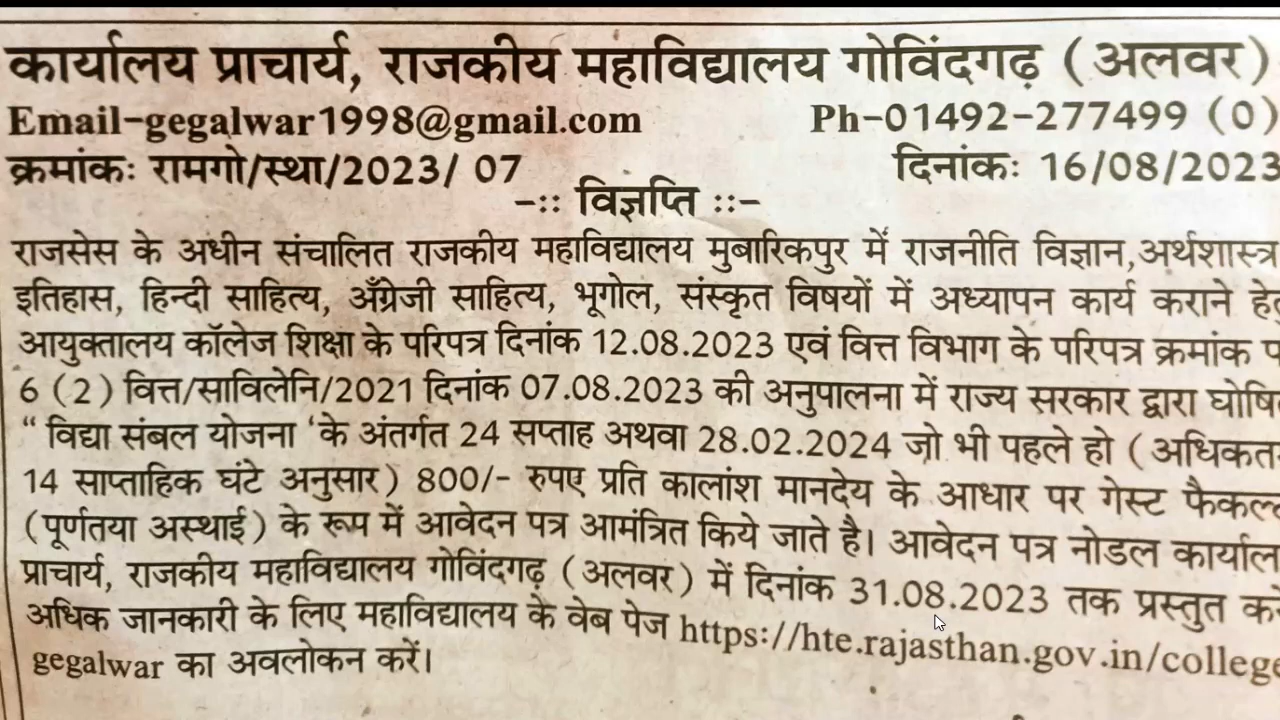 कार्यालय प्राचार्य, राजकीय महाविद्यालय गोविंदगढ़ (अलवर)
Email-gegalwar1998@gmail.com Ph-01492-277499 (0)
क्रमांकः रामगो/स्था/2023/ 07 दिनांकः 16/08/2023
-:: विज्ञप्ति ::-
राजसेस के अधीन संचालित राजकीय महाविद्यालय मुबारिकपुर में राजनीति विज्ञान,अर्थशास्त्र
इतिहास, हिन्दी साहित्य, अँग्रेजी साहित्य, भूगोल, संस्कृत विषयों में अध्यापन कार्य कराने
आयुक्तालय कॉलेज शिक्षा के परिपत्र दिनांक 12.08.2023 एवं वित्त विभाग के परिपत्र क्रमांक
6 (2) वित्त/साविलेनि/2021 दिनांक 07.08.2023 की अनुपालना में राज्य सरकार द्वारा
“ विद्या संबल योजना ‘के अंतर्गत 24 सप्ताह अथवा 28.02.2024 जो भी पहले हो (
14 साप्ताहिक घंटे अनुसार) 800/- रुपए प्रति कालांश मानदेय के आधार पर गेस्ट
(पूर्णतया अस्थाई) के रूप में आवेदन पत्र आमंत्रित किये जाते है। आवेदन पत्र नोडल
प्राचार्य, राजकीय महाविद्यालय गोविंदगढ़ (अलवर) में दिनांक 31.08.2023 तक प्रस्तुत
अधिक जानकारी के लिए महाविद्यालय के वेब पेज https://hte.rajasthan.gov.in/college
gegalwar का अवलोकन करें।